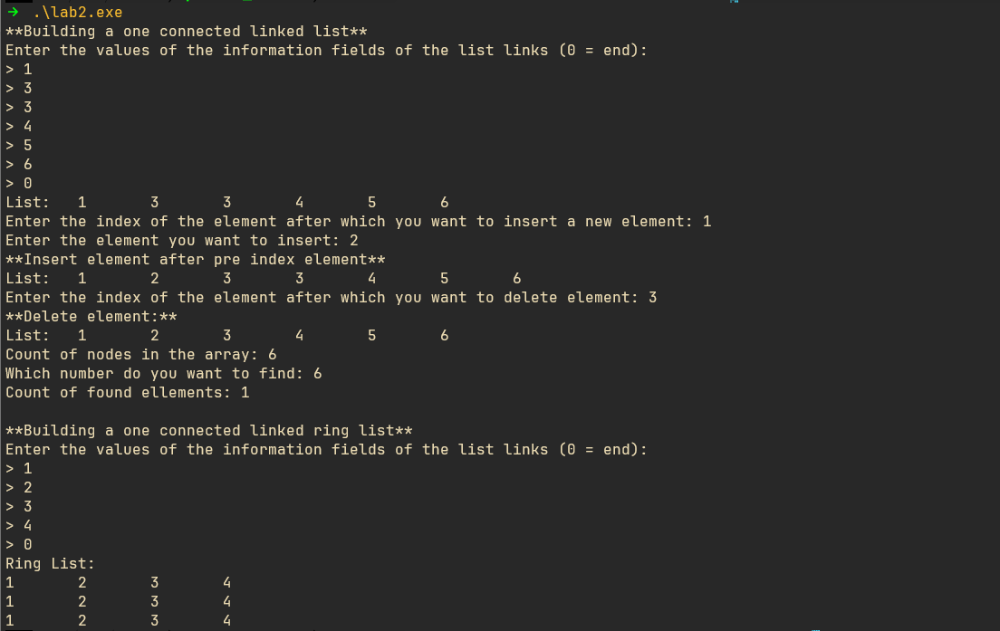 → .\lab2.exe
**Building a one connected linked list**
Enter the values of the information fields of the list links (0 = end):
> 1
> 3
> 3
> 4
> 5
> 6
> 0
List:   1       3       3       4       5       6
Enter the index of the element after which you want to insert a new element: 1
Enter the element you want to insert: 2
**Insert element after pre index element**
List:   1       2       3       3       4       5       6
Enter the index of the element after which you want to delete element: 3
**Delete element:**
List:   1       2       3       4       5       6
Count of nodes in the array: 6
Which number do you want to find: 6
Count of found ellements: 1

**Building a one connected linked ring list**
Enter the values of the information fields of the list links (0 = end):
> 1
> 2
> 3
> 4
> 0
Ring List:
1       2       3       4
1       2       3       4
1       2       3       4